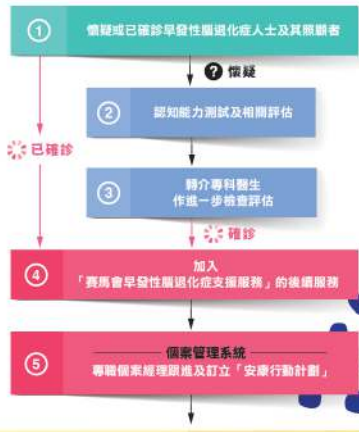 ① 懷疑或已確診早發性腦退化症人士及其照顧者
? 懷疑
② 認知能力測試及相關評估
已確診
③ 轉介專科醫生
作進一步檢查評估
確診
④ 加入
「賽馬會早發性腦退化症支援服務」的後續服務
⑤ 個案管理系統
專職個案經理跟進及訂立「安康行動計劃」